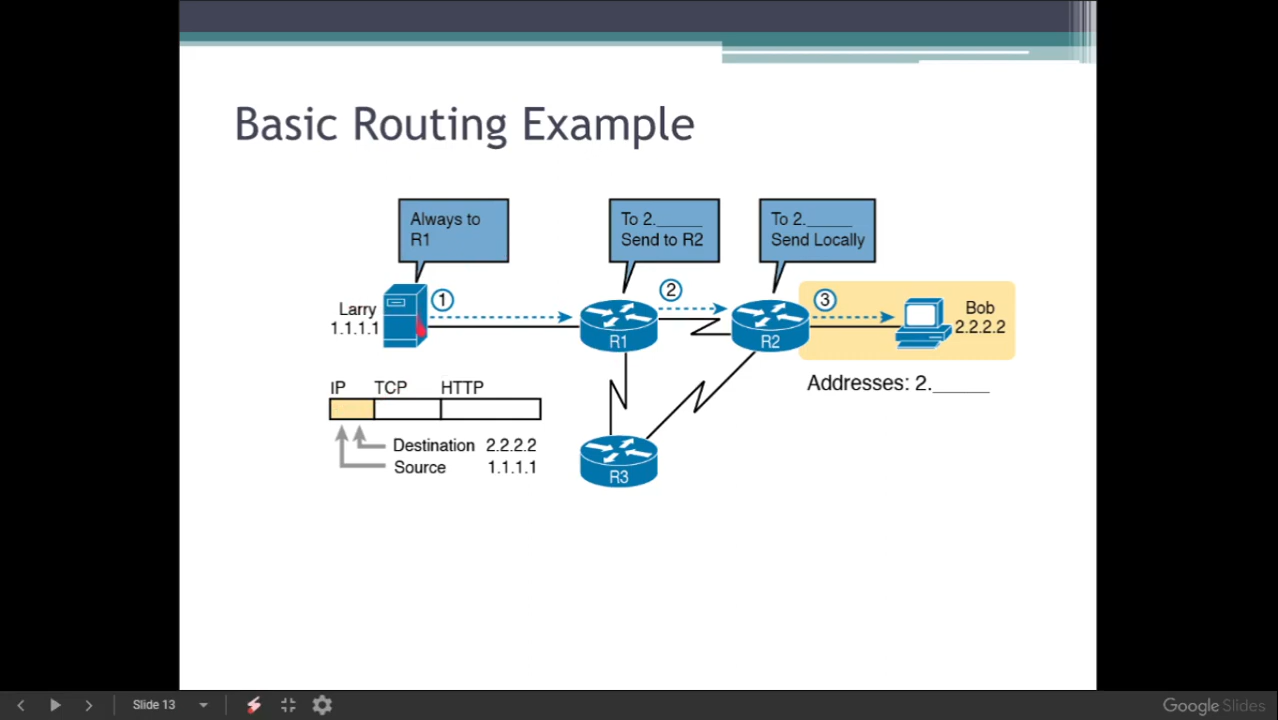 Basic Routing Example
Always to
R1
To 2._____
Send to R2
To 2._____
Send Locally
1
2
3
Larry
1.1.1.1
R1
R2
Bob
2.2.2.2
Addresses: 2._____
IP TCP HTTP
Destination 2.2.2.2
Source 1.1.1.1
R3
Slide 13
Google Slides